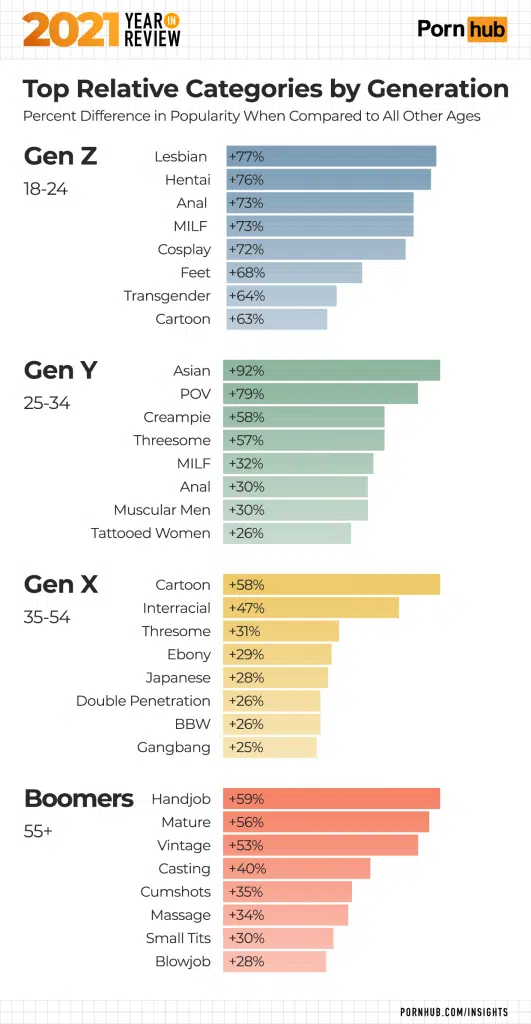 2021 YEAR IN REVIEW
Porn hub
Top Relative Categories by Generation
Percent Difference in Popularity When Compared to All Other Ages
Gen Z
18-24
Lesbian +77%
Hentai +76%
Anal +73%
MILF +73%
Cosplay +72%
Feet +68%
Transgender +64%
Cartoon +63%
Gen Y
25-34
Asian +92%
POV +79%
Creampie +58%
Threesome +57%
MILF +32%
Anal +30%
Muscular Men +30%
Tattooed Women +26%
Gen X
35-54
Cartoon +58%
Interracial +47%
Thresome +31%
Ebony +29%
Japanese +28%
Double Penetration +26%
BBW +26%
Gangbang +25%
Boomers
55+
Handjob +59%
Mature +56%
Vintage +53%
Casting +40%
Cumshots +35%
Massage +34%
Small Tits +30%
Blowjob +28%
PORNHUB.COM/INSIGHTS